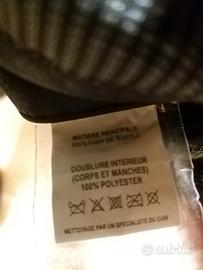 MATIERE PRINCIPALE
100% CUIR DE BUFFLE
DOUBLURE INTERIEUR
(CORPS ET MANCHES)
100% POLYESTER
NETTOYAGE PAR UN SPECIALISTE DU CUIR
subito